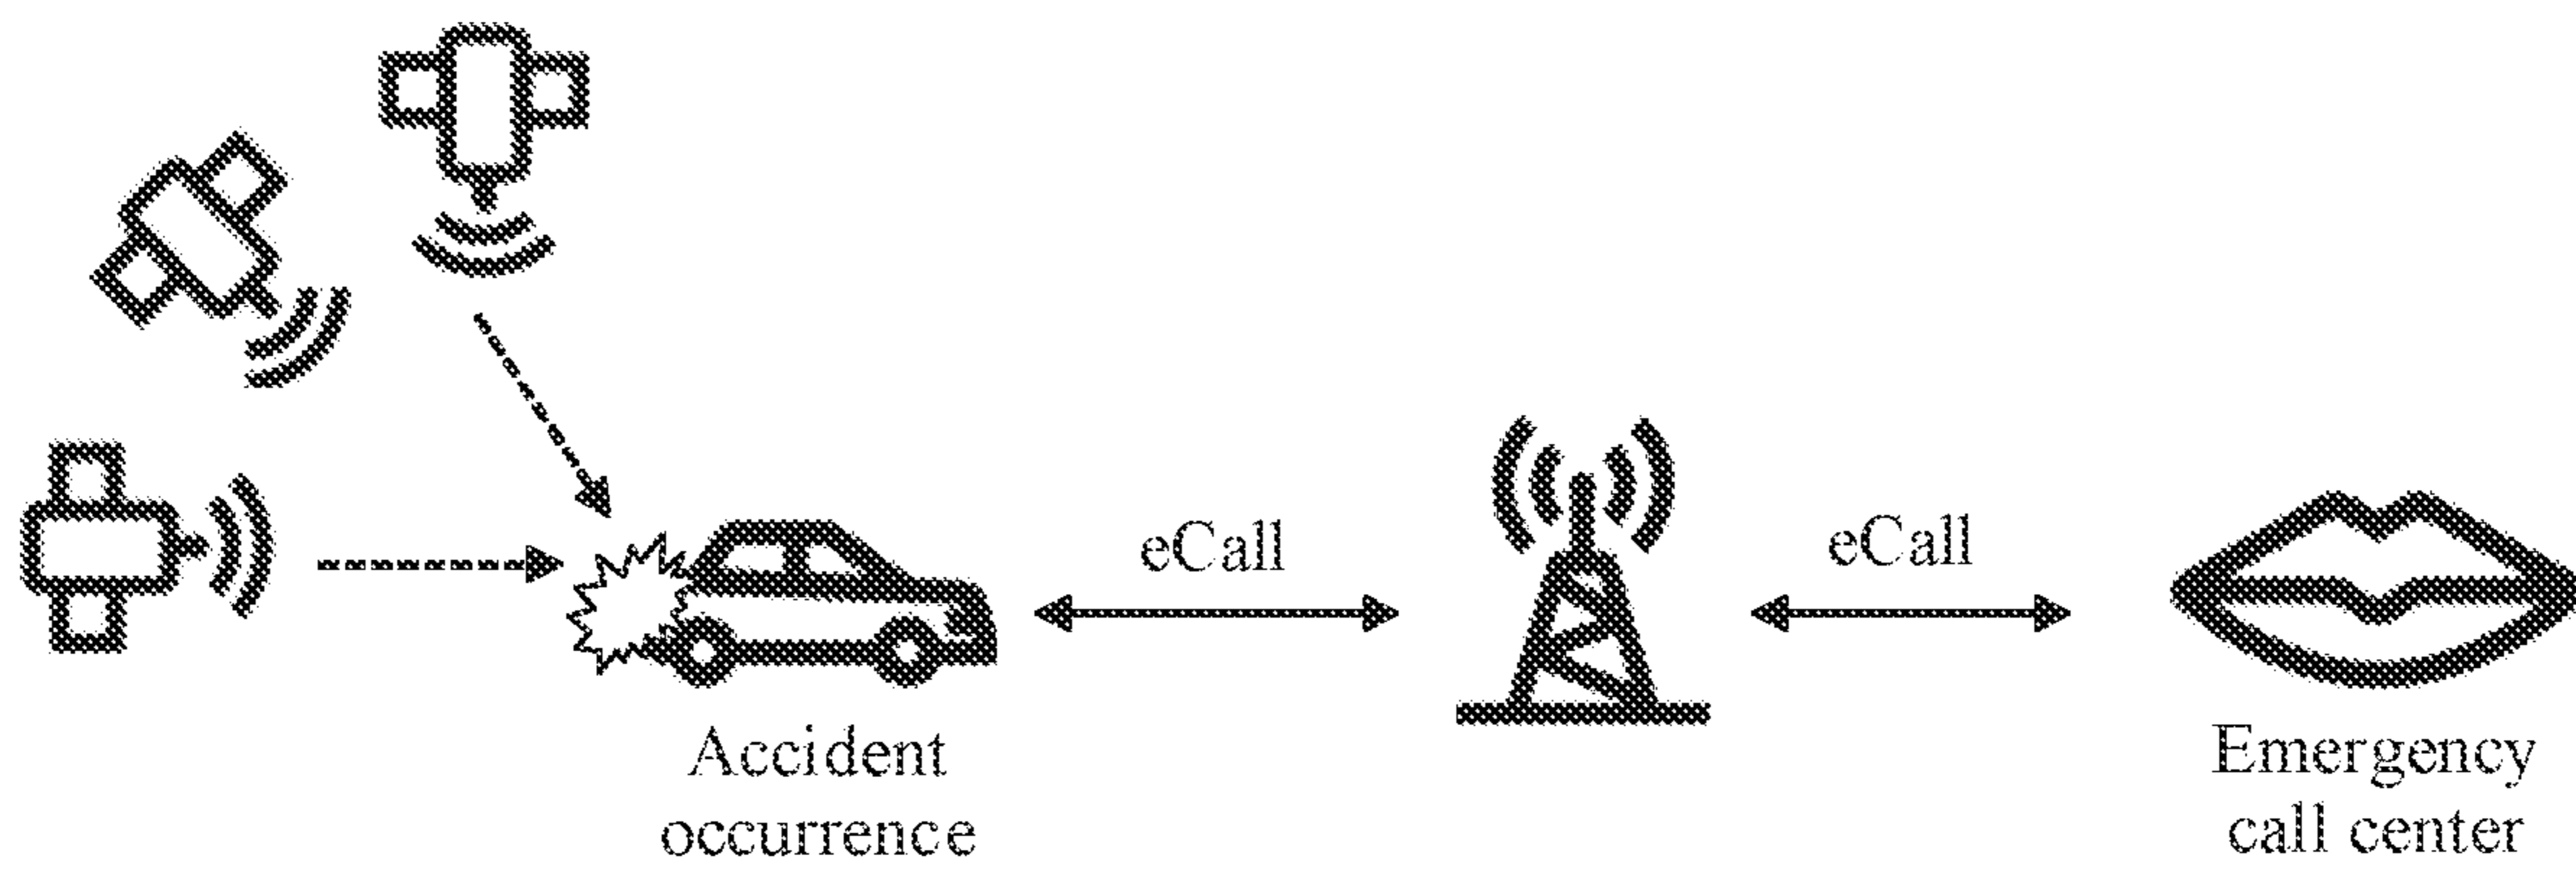 eCall
eCall
Accident
occurrence
Emergency
call center